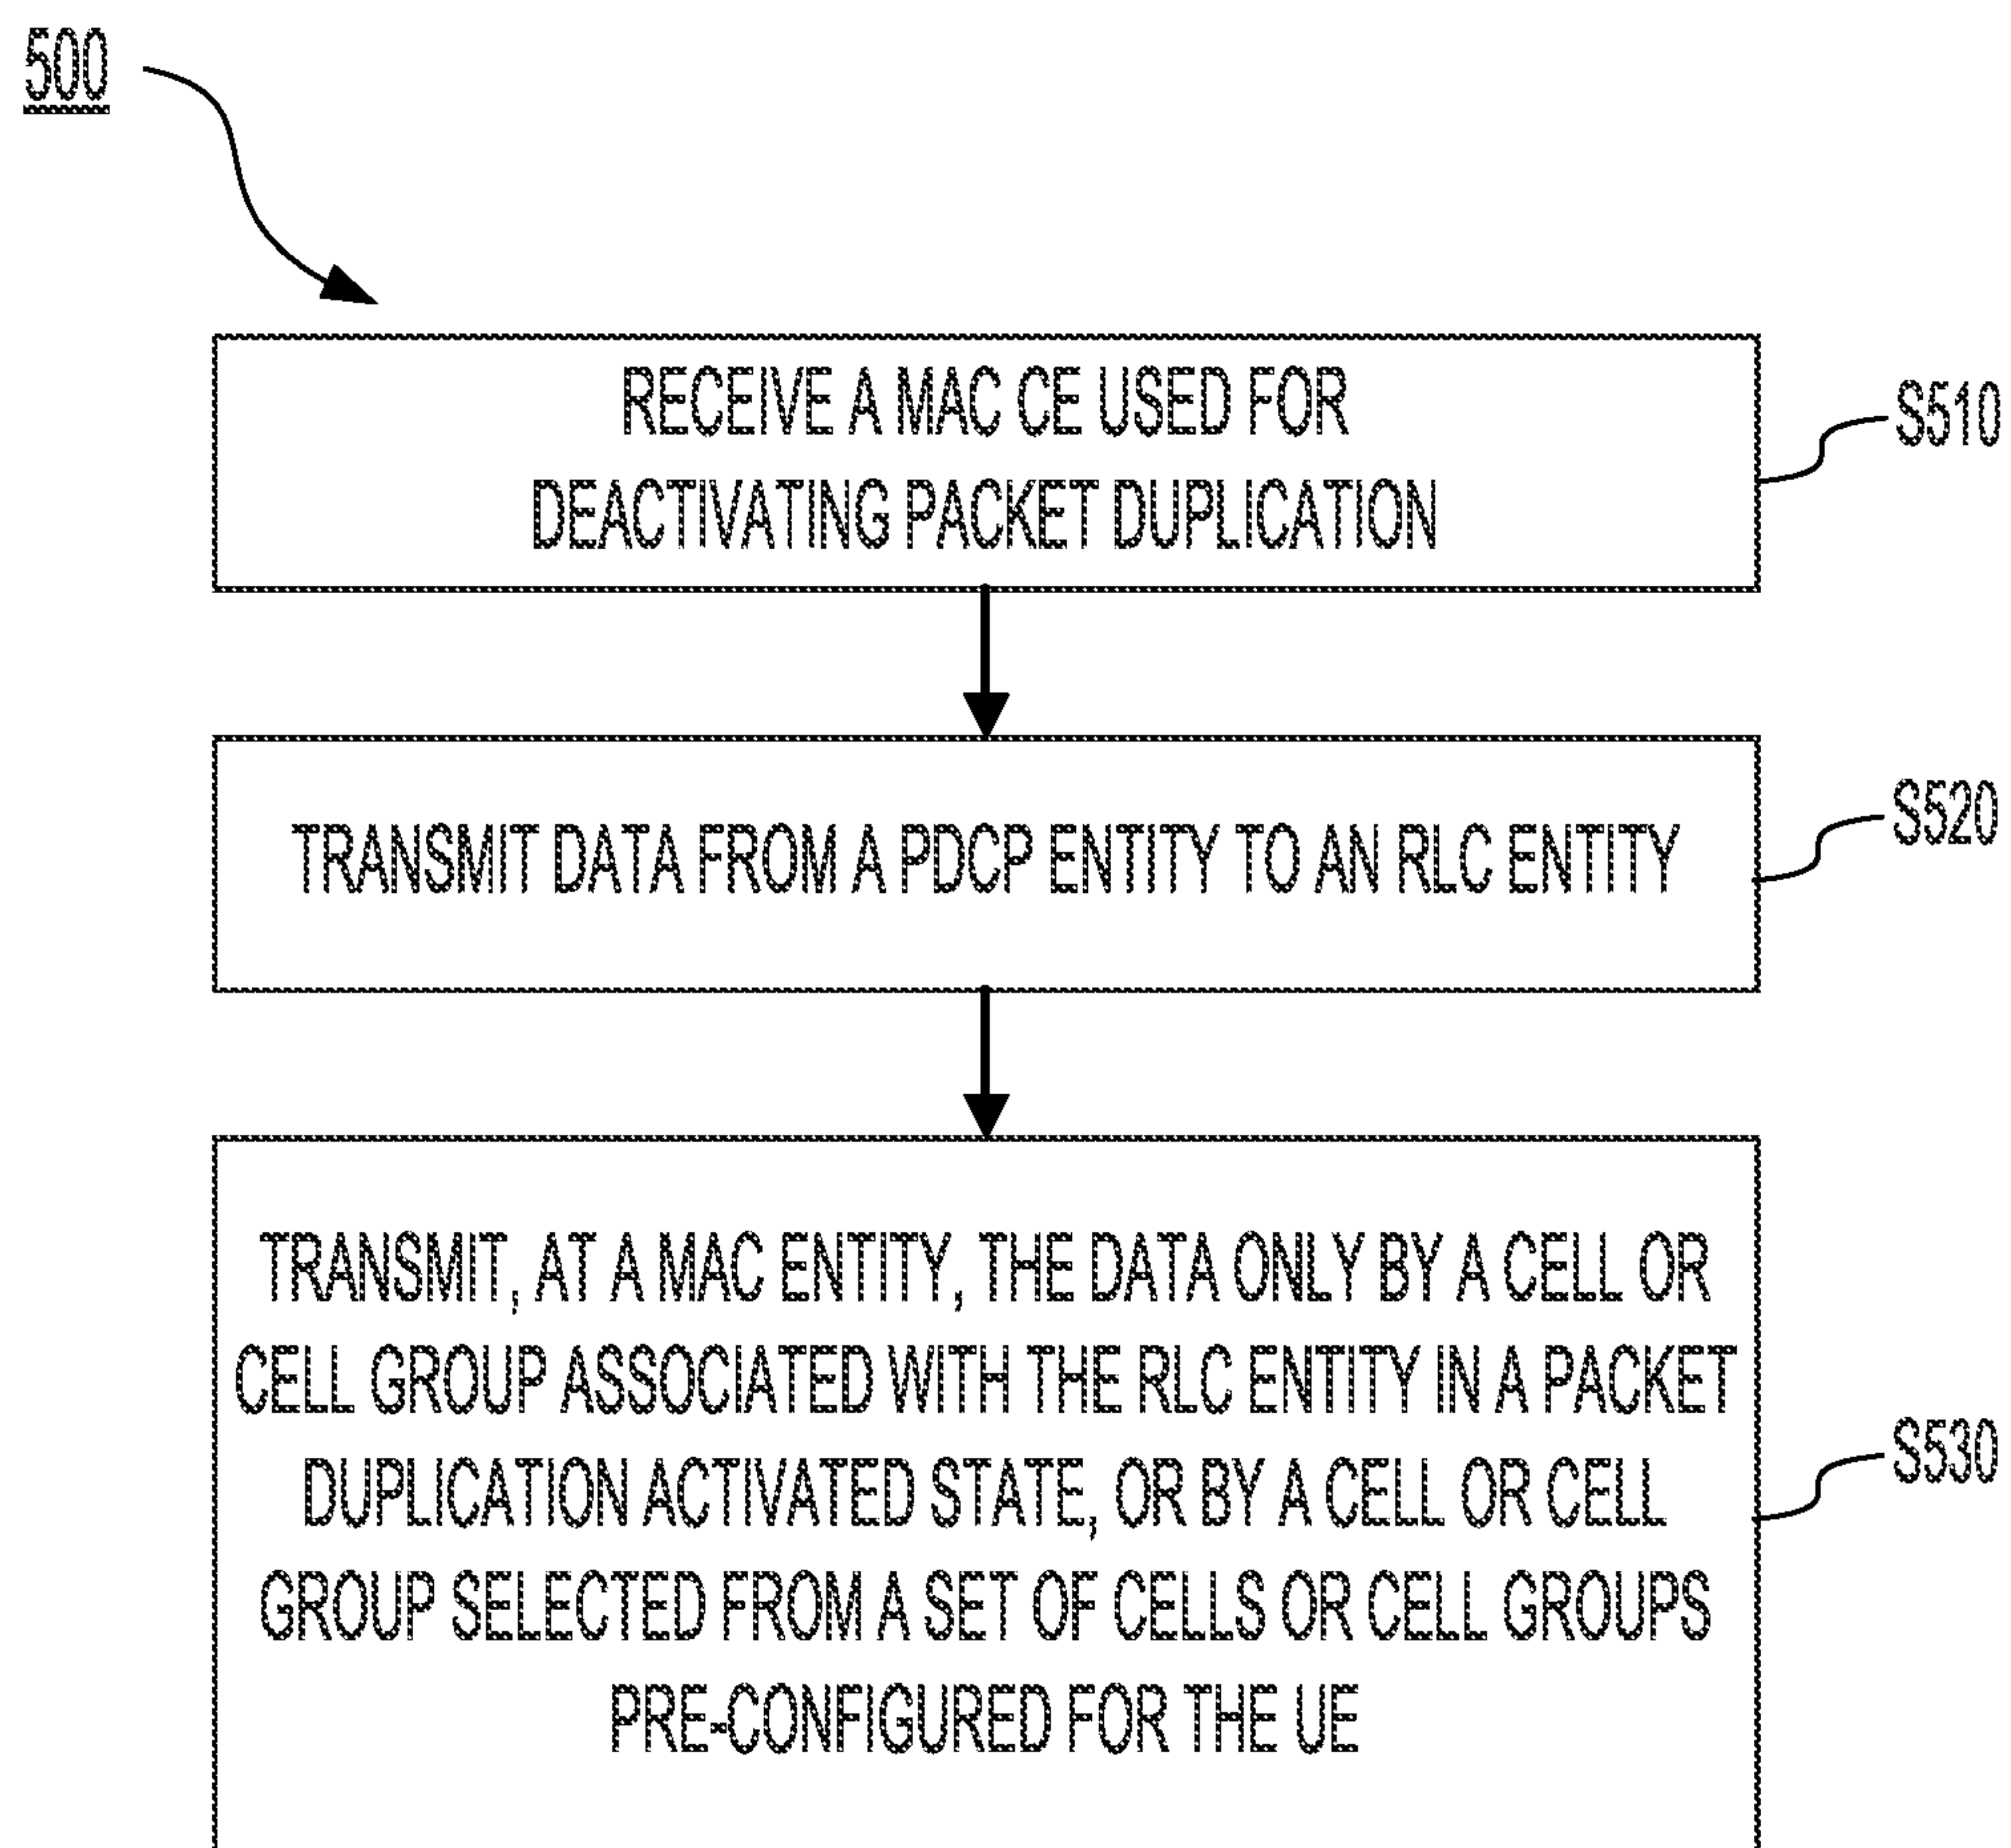 500
RECEIVE A MAC CE USED FOR
DEACTIVATING PACKET DUPLICATION
S510
TRANSMIT DATA FROM A PDCP ENTITY TO AN RLC ENTITY
S520
TRANSMIT, AT A MAC ENTITY, THE DATA ONLY BY A CELL OR
CELL GROUP ASSOCIATED WITH THE RLC ENTITY IN A PACKET
DUPLICATION ACTIVATED STATE, OR BY A CELL OR CELL
GROUP SELECTED FROM A SET OF CELLS OR CELL GROUPS
PRE-CONFIGURED FOR THE UE
S530